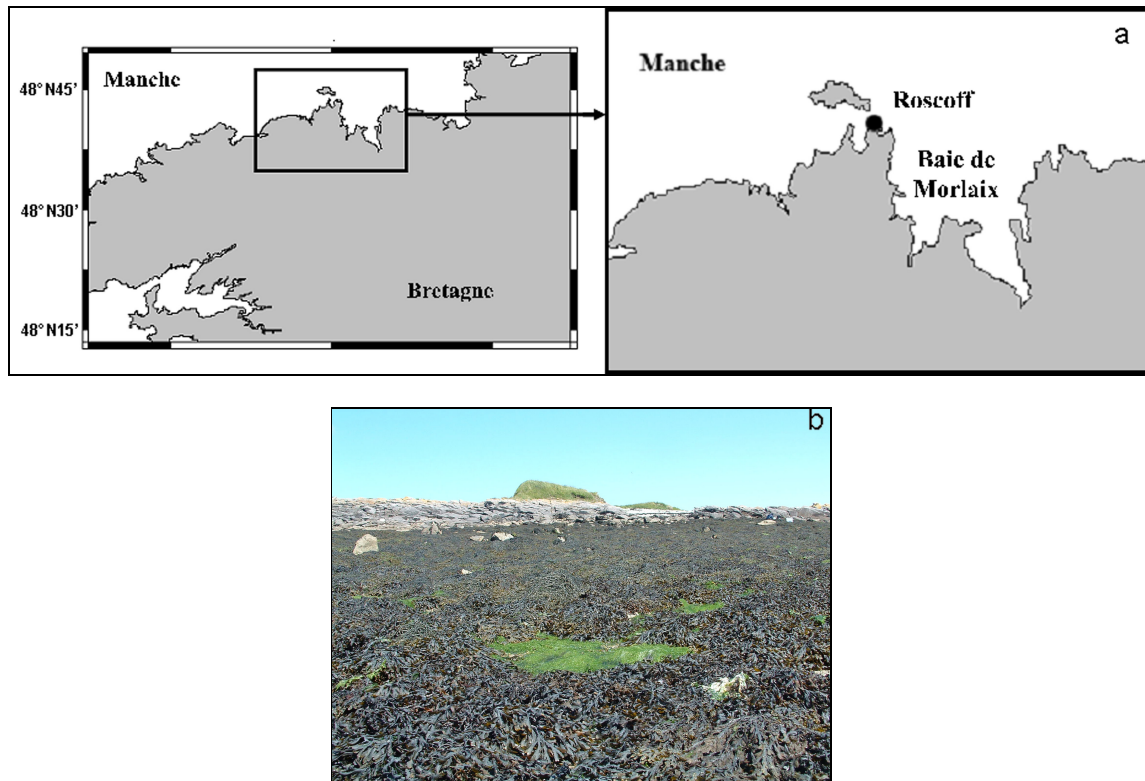 Manche
48° N45'
48° N30'
48° N15'
Bretagne
a
Manche
Roscoff
Baie de
Morlaix
b